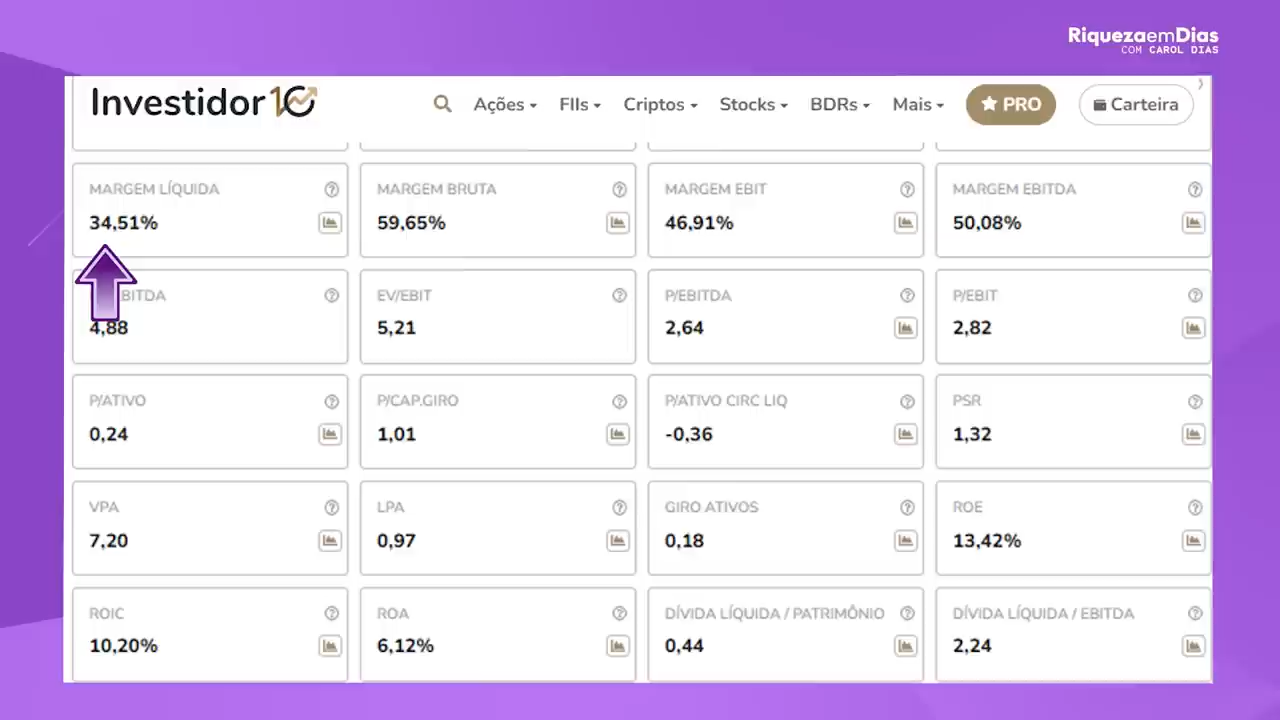 RiquezaemDias
COM CAROL DIAS
Investidor 10
Ações
FIIs
Criptos
Stocks
BDRs
Mais
PRO
Carteira
MARGEM LÍQUIDA
34,51%
MARGEM BRUTA
59,65%
MARGEM EBIT
46,91%
MARGEM EBITDA
50,08%
BITDA
4,88
EV/EBIT
5,21
P/EBITDA
2,64
P/EBIT
2,82
P/ATIVO
0,24
P/CAP.GIRO
1,01
P/ATIVO CIRC LIQ
-0,36
PSR
1,32
VPA
7,20
LPA
0,97
GIRO ATIVOS
0,18
ROE
13,42%
ROIC
10,20%
ROA
6,12%
DÍVIDA LÍQUIDA / PATRIMÔNIO
0,44
DÍVIDA LÍQUIDA / EBITDA
2,24